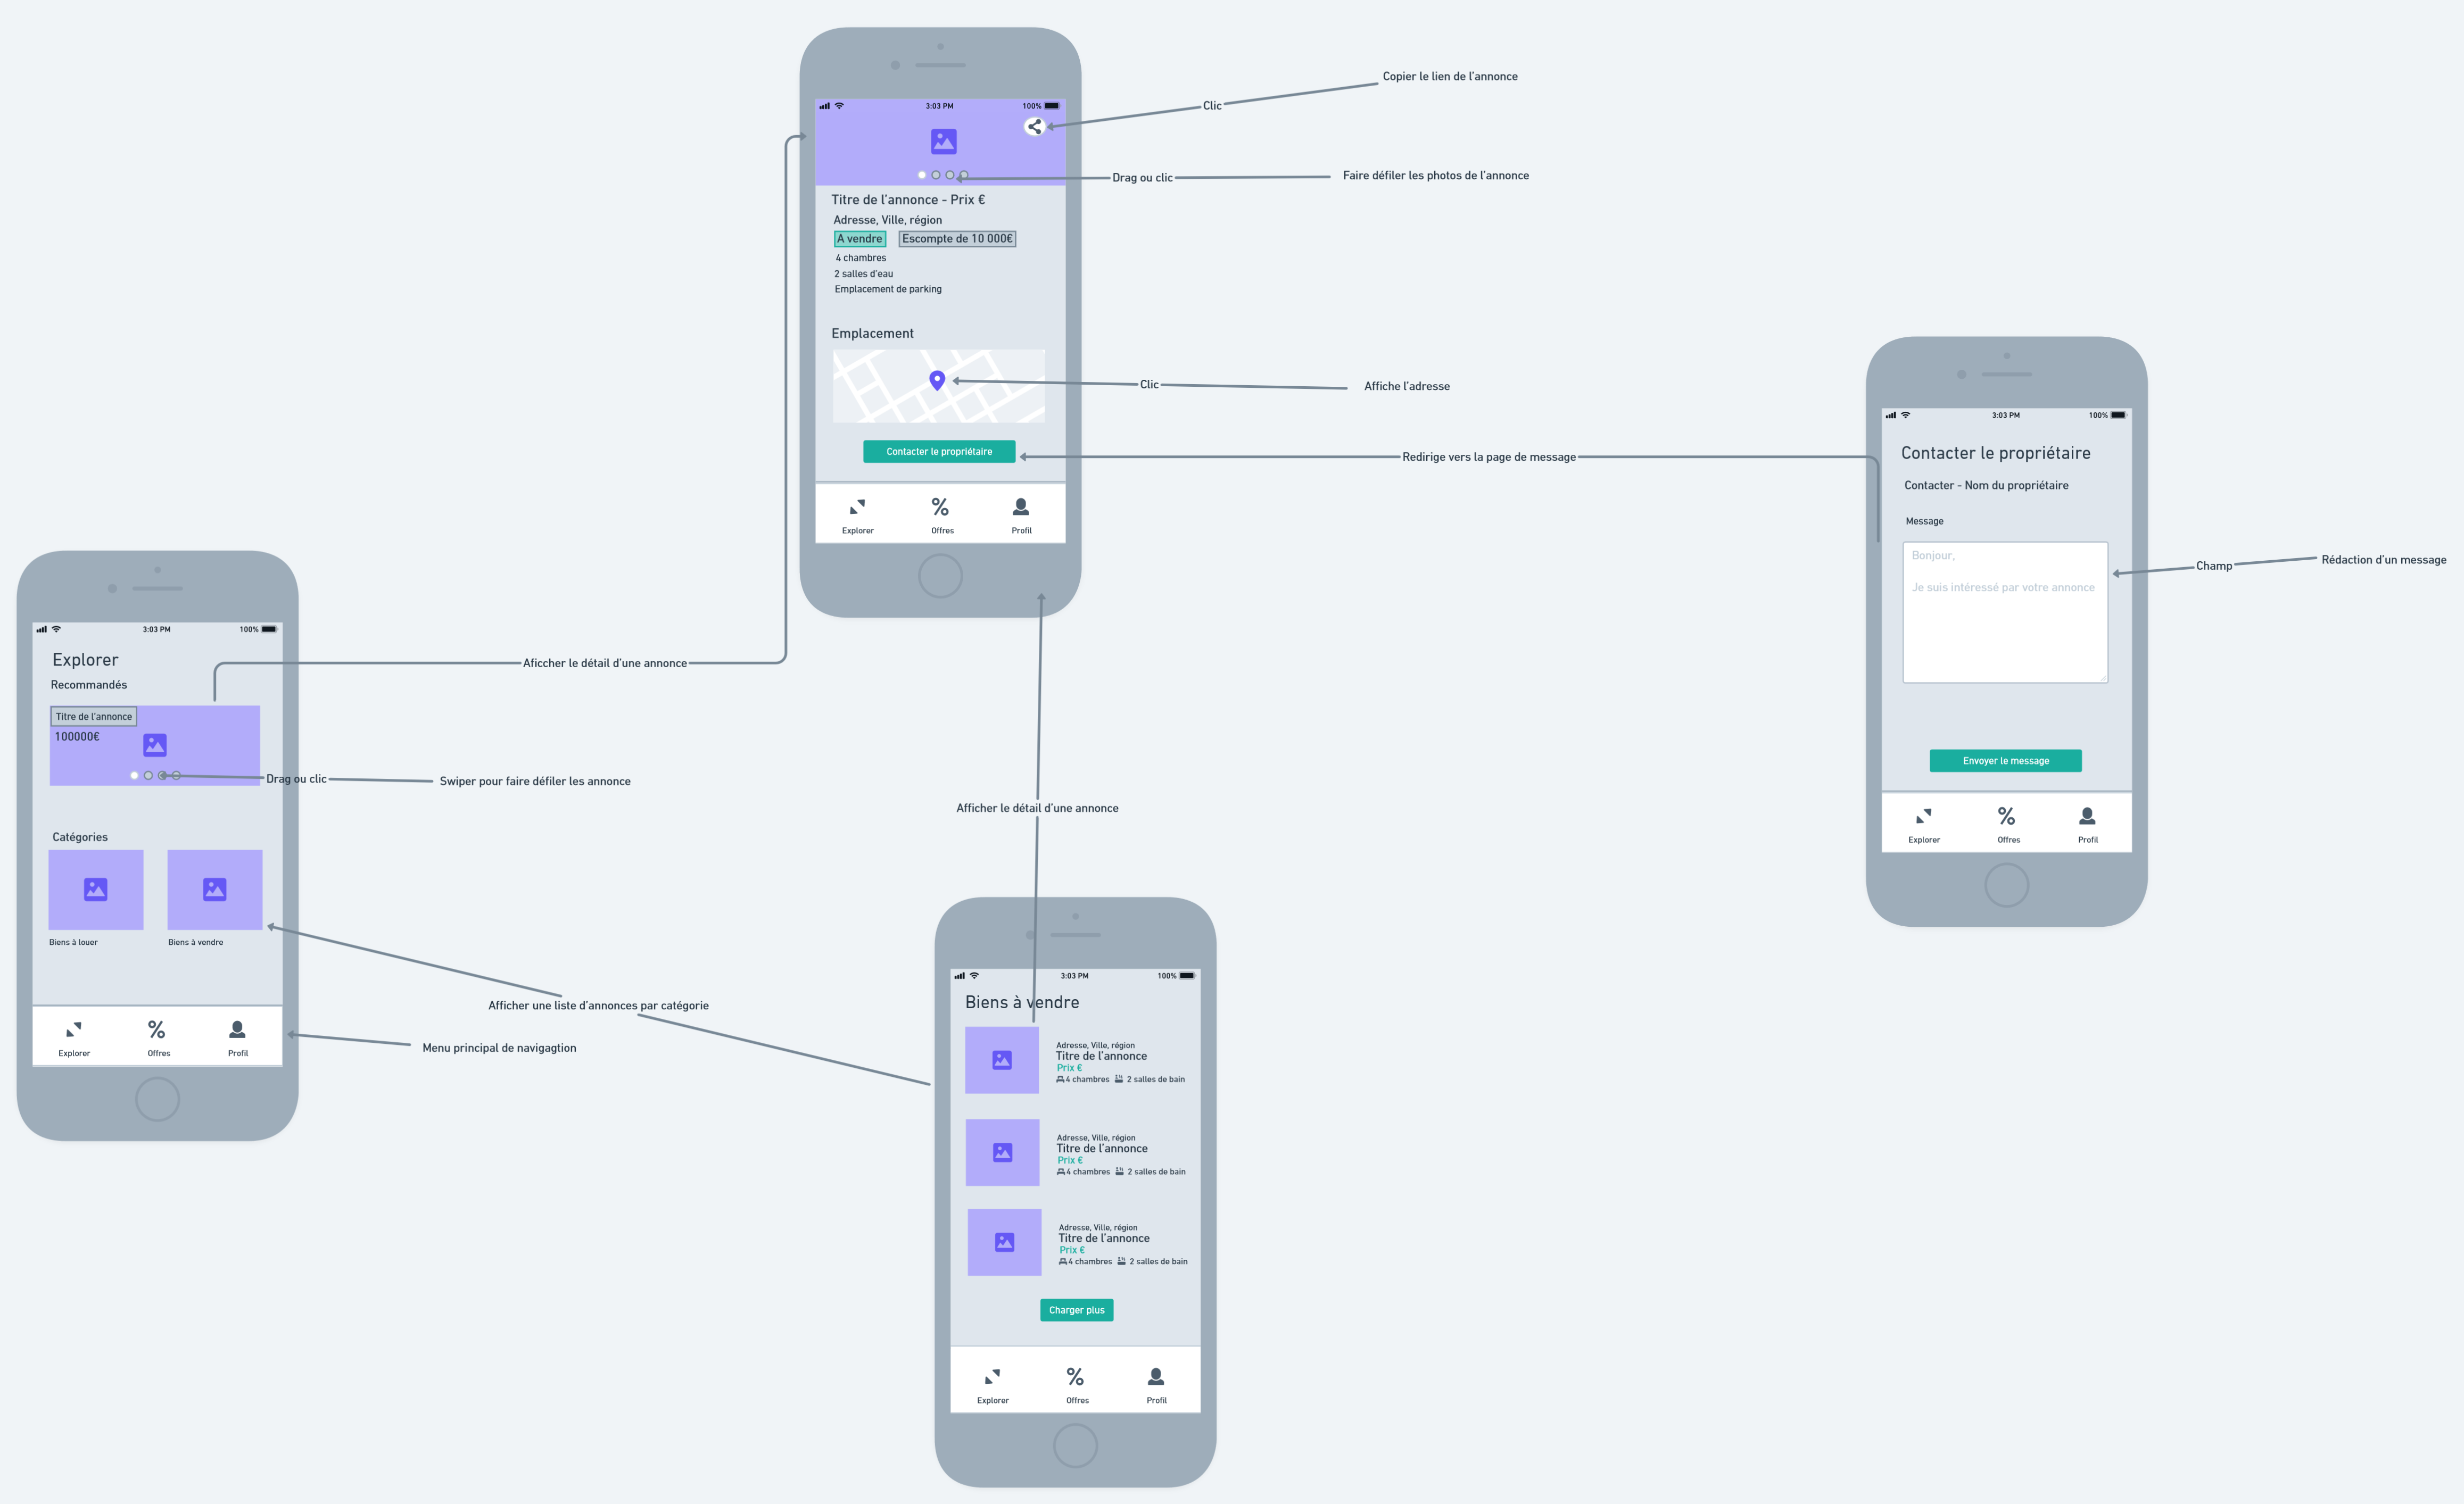 3:03 PM
100%
Copier le lien de l'annonce
Clic
Drag ou clic
Faire défiler les photos de l'annonce
Titre de l'annonce - Prix €
Adresse, Ville, région
A vendre
Escompte de 10 000€
4 chambres
2 salles d'eau
Emplacement de parking
Emplacement
Clic
Affiche l'adresse
Contacter le propriétaire
Redirige vers la page de message
Explorer
Offres
Profil
3:03 PM
100%
Contacter le propriétaire
Contacter - Nom du propriétaire
Message
Bonjour,
Je suis intéressé par votre annonce
Champ
Rédaction d'un message
Envoyer le message
Explorer
Offres
Profil
3:03 PM
100%
Explorer
Recommandés
Aficcher le détail d'une annonce
Titre de l'annonce
100000€
Drag ou clic
Swiper pour faire défiler les annonce
Catégories
Biens à louer
Biens à vendre
Afficher une liste d'annonces par catégorie
Menu principal de navigagtion
Explorer
Offres
Profil
Afficher le détail d'une annonce
3:03 PM
100%
Biens à vendre
Adresse, Ville, région
Titre de l'annonce
Prix €
4 chambres
2 salles de bain
Adresse, Ville, région
Titre de l'annonce
Prix €
4 chambres
2 salles de bain
Adresse, Ville, région
Titre de l'annonce
Prix €
4 chambres
2 salles de bain
Charger plus
Explorer
Offres
Profil